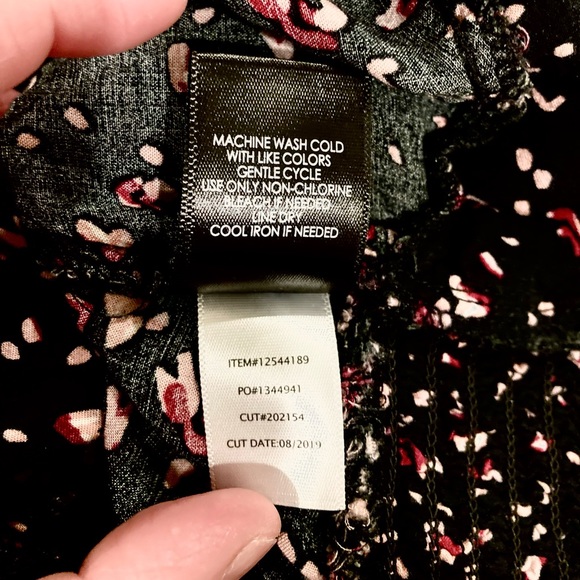 MACHINE WASH COLD
WITH LIKE COLORS
GENTLE CYCLE
USE ONLY NON-CHLORINE
BLEACH IF NEEDED
LINE DRY
COOL IRON IF NEEDED
ITEM#12544189
PO#1344941
CUT#202154
CUT DATE:08/2019